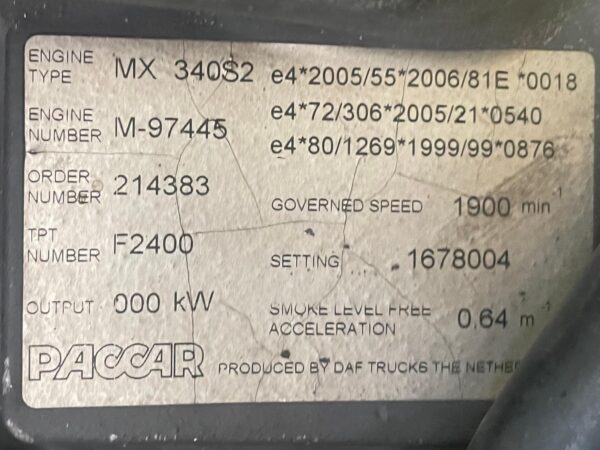 ENGINE TYPE MX 340S2 e4*2005/55*2006/81E *0018
e4*72/306*2005/21*0540
ENGINE NUMBER M-97445
e4*80/1269*1999/99*0876
ORDER NUMBER 214383
GOVERNED SPEED 1900 min-1
TPT NUMBER F2400
SETTING 1678004
OUTPUT 000 kW
SMOKE LEVEL FREE ACCELERATION 0.64 m-1
PACCAR PRODUCED BY DAF TRUCKS THE